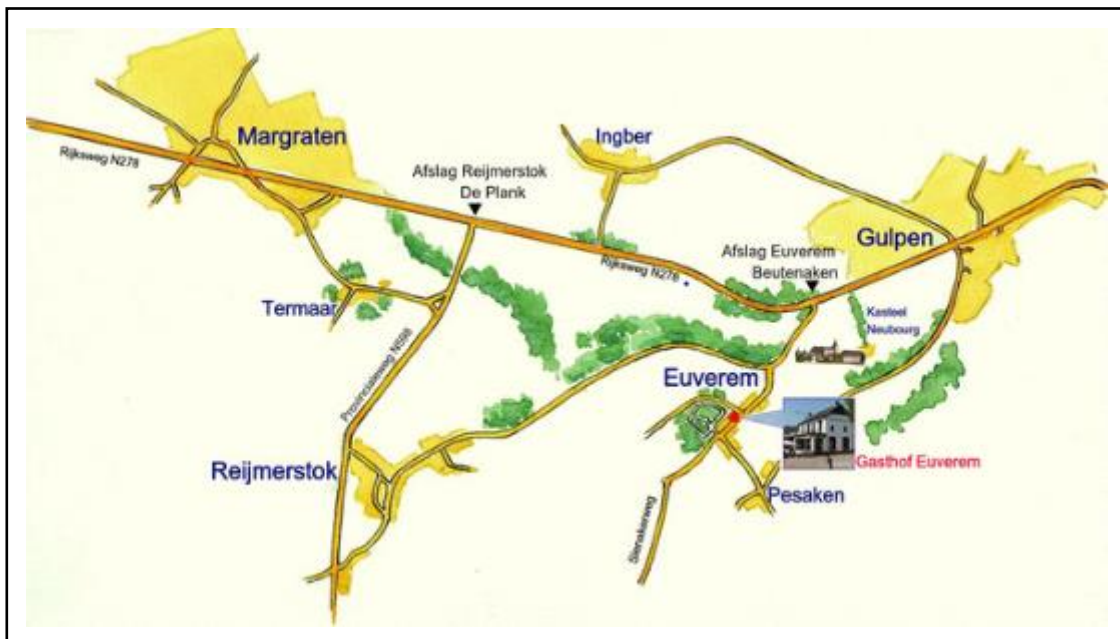 Margraten
Rijksweg N278
Ingber
Afslag Reijmerstok
De Plank
Gulpen
Afslag Euverem
Beutenaken
Rijksweg N278
Termaar
Kasteel
Neubourg
Provincialeweg N598
Euverem
Reijmerstok
Gasthof Euverem
Pesaken